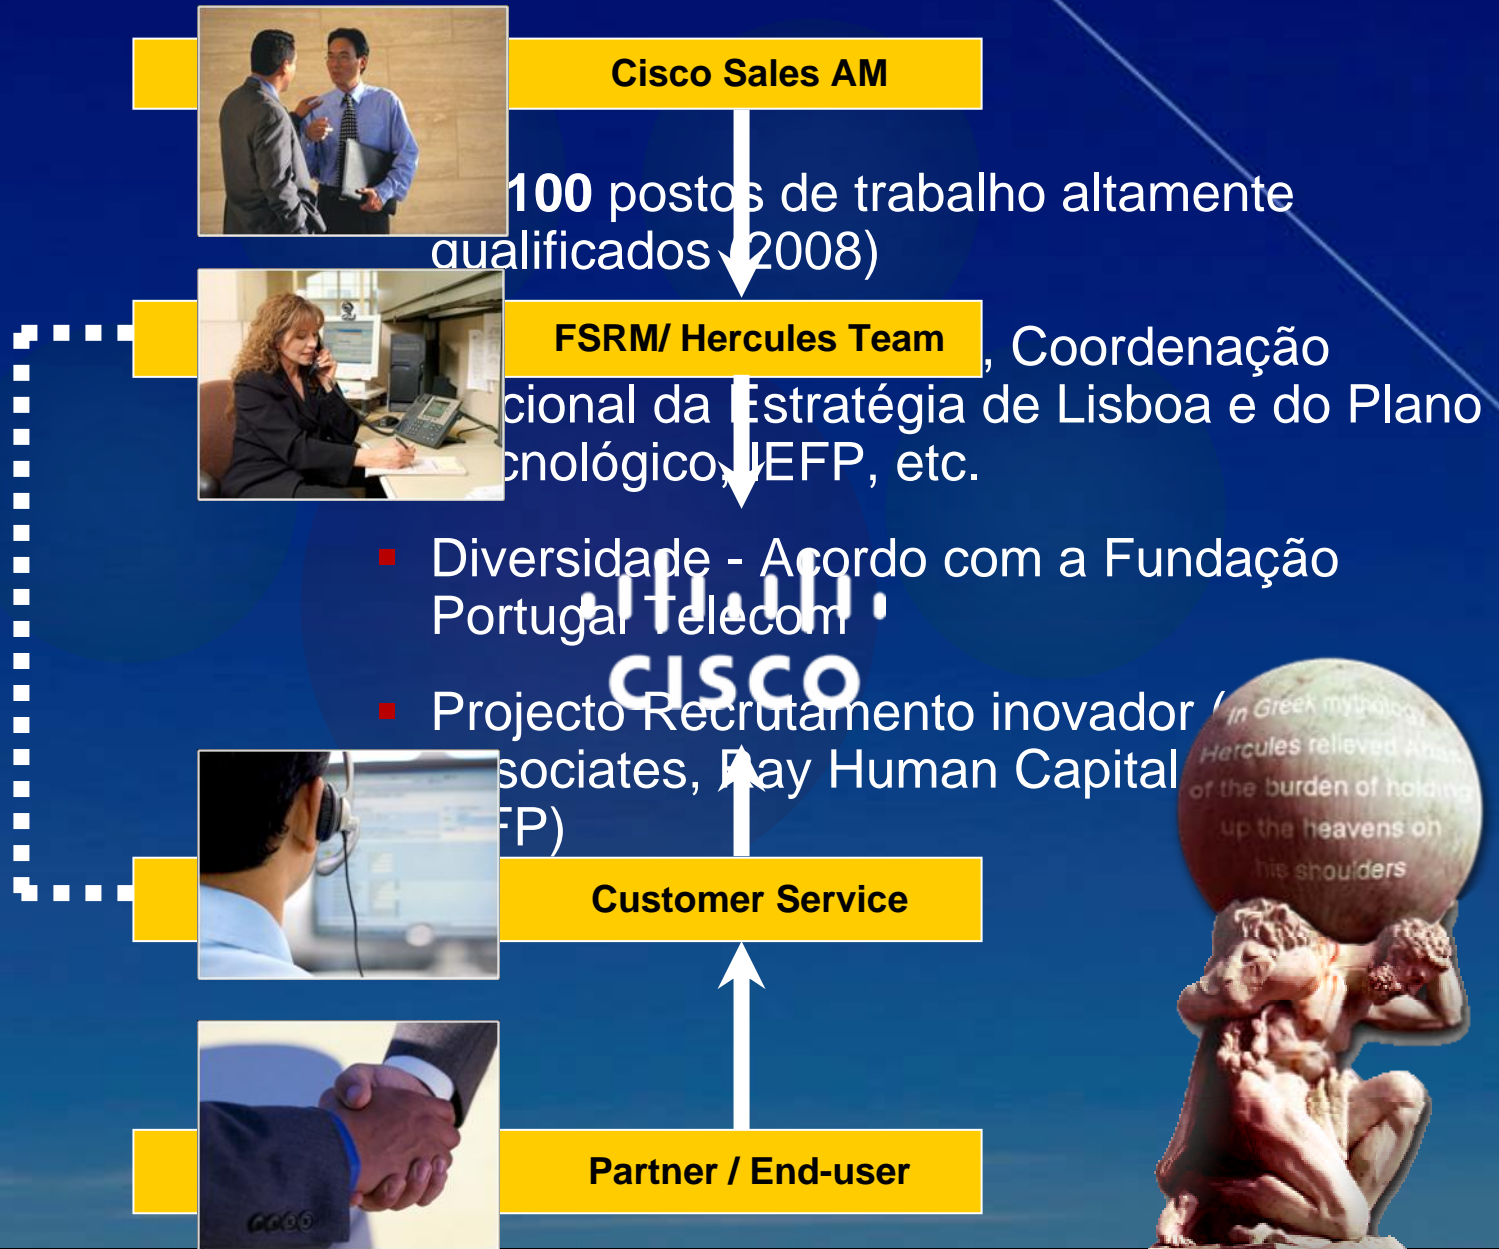 Cisco Sales AM
100 postos de trabalho altamente
qualificados (2008)
FSRM/ Hercules Team
, Coordenação
cional da Estratégia de Lisboa e do Plano
cnológico, IEFP, etc.
Diversidade - Acordo com a Fundação
Portugal Telecom
CISCO
Projecto Recrutamento inovador (
sociates, Ray Human Capital
FP)
In Greek mythology
Hercules relieved Atlas
of the burden of holding
up the heavens on
his shoulders
Customer Service
Partner / End-user